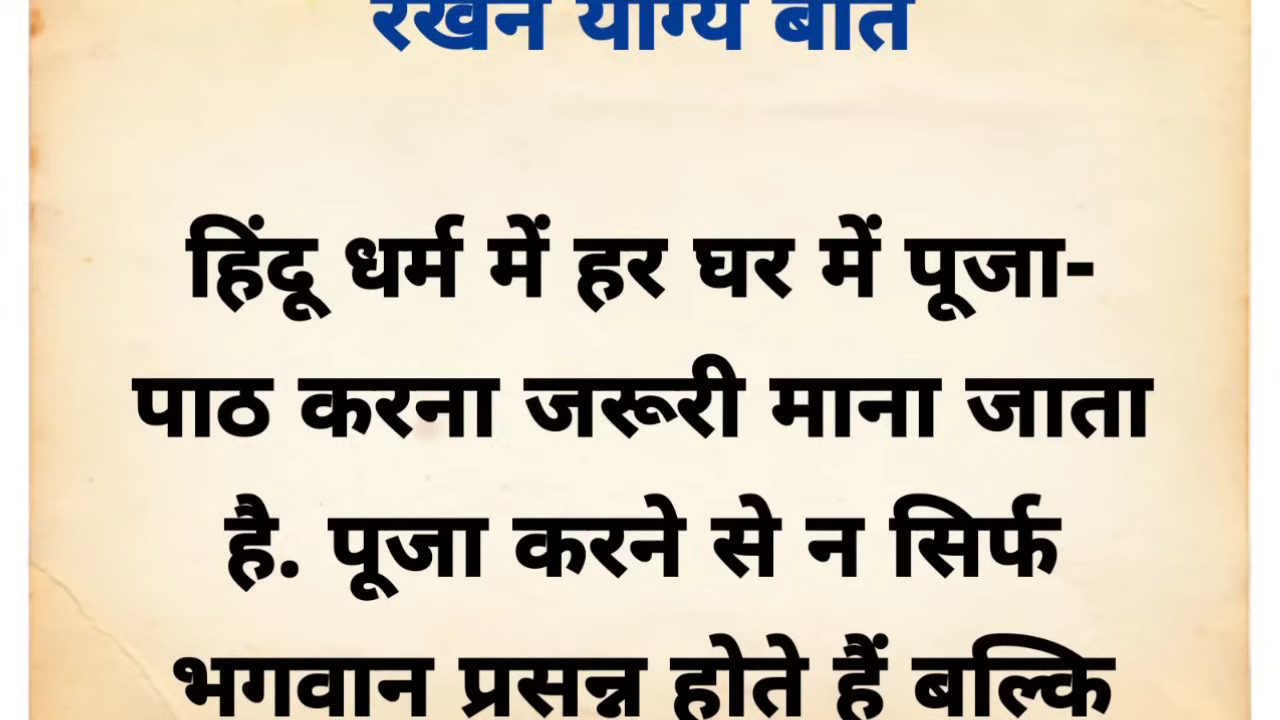 रखने योग्य बातें
हिंदू धर्म में हर घर में पूजा-
पाठ करना जरूरी माना जाता
है. पूजा करने से न सिर्फ
भगवान प्रसन्न होते हैं बल्कि